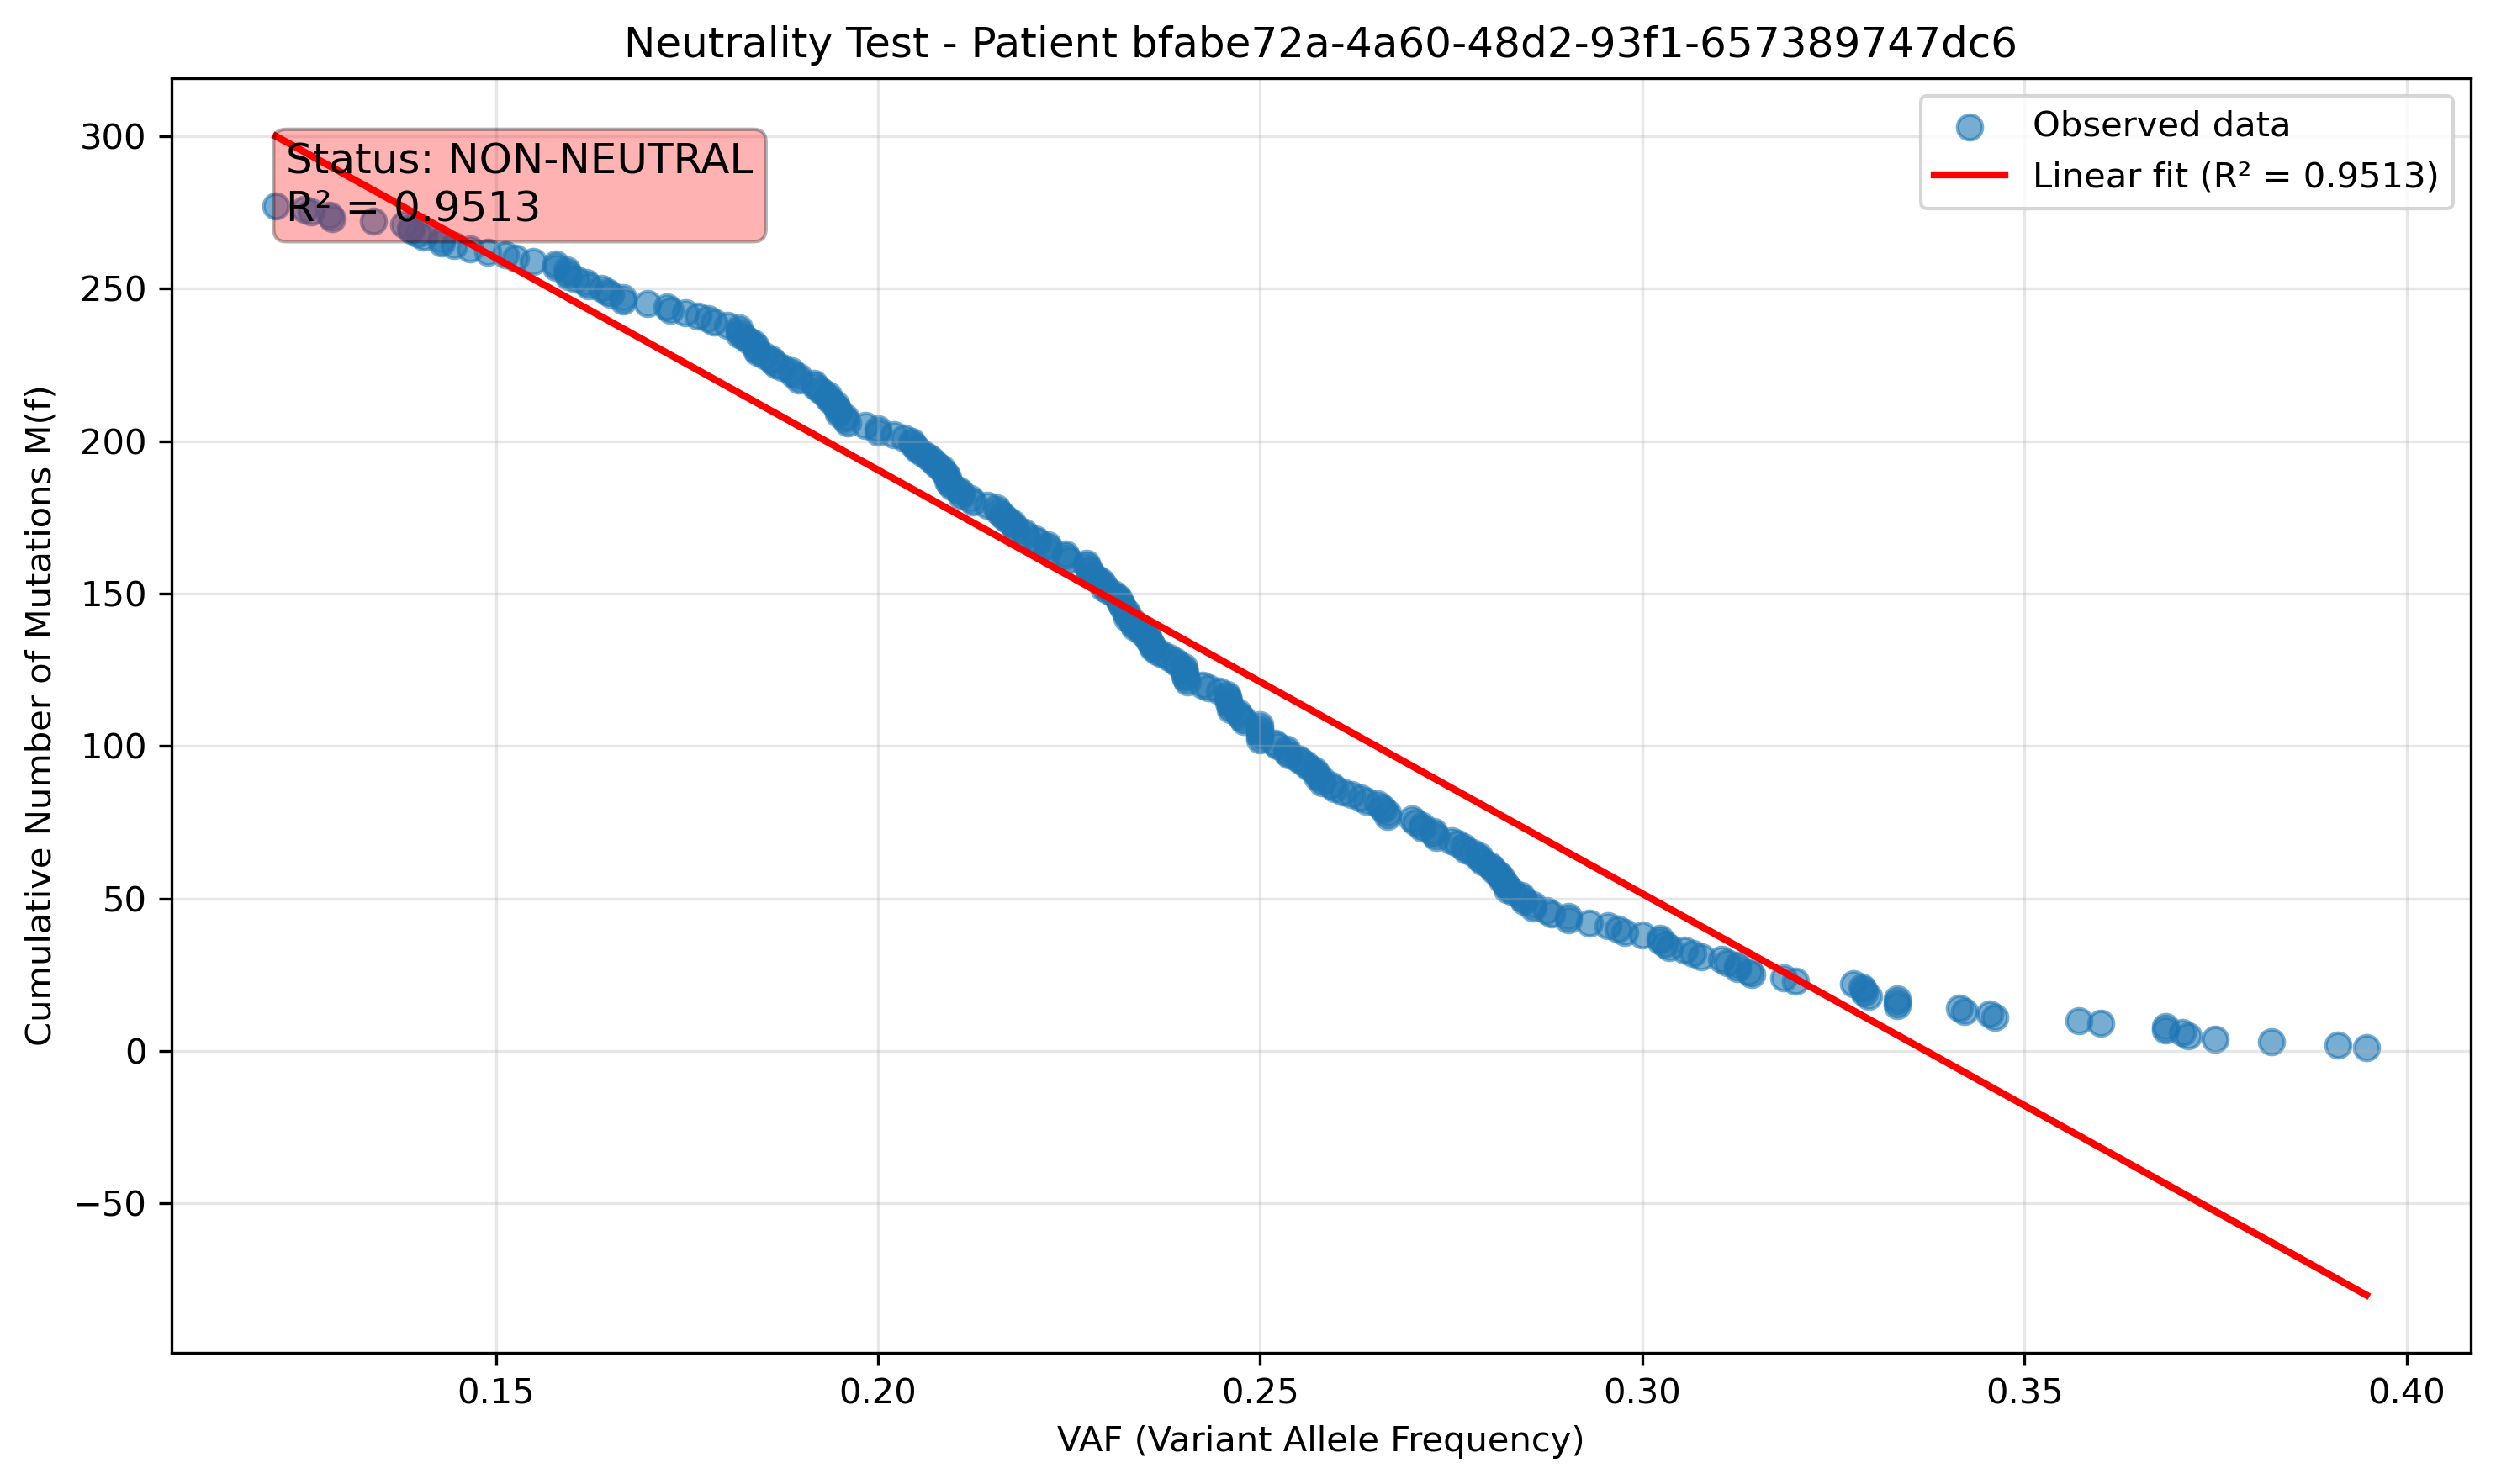 Neutrality Test - Patient bfabe72a-4a60-48d2-93f1-657389747dc6
Status: NON-NEUTRAL
R² = 0.9513
Observed data
Linear fit (R² = 0.9513)
Cumulative Number of Mutations M(f)
300
250
200
150
100
50
0
−50
0.15 0.20 0.25 0.30 0.35 0.40
VAF (Variant Allele Frequency)